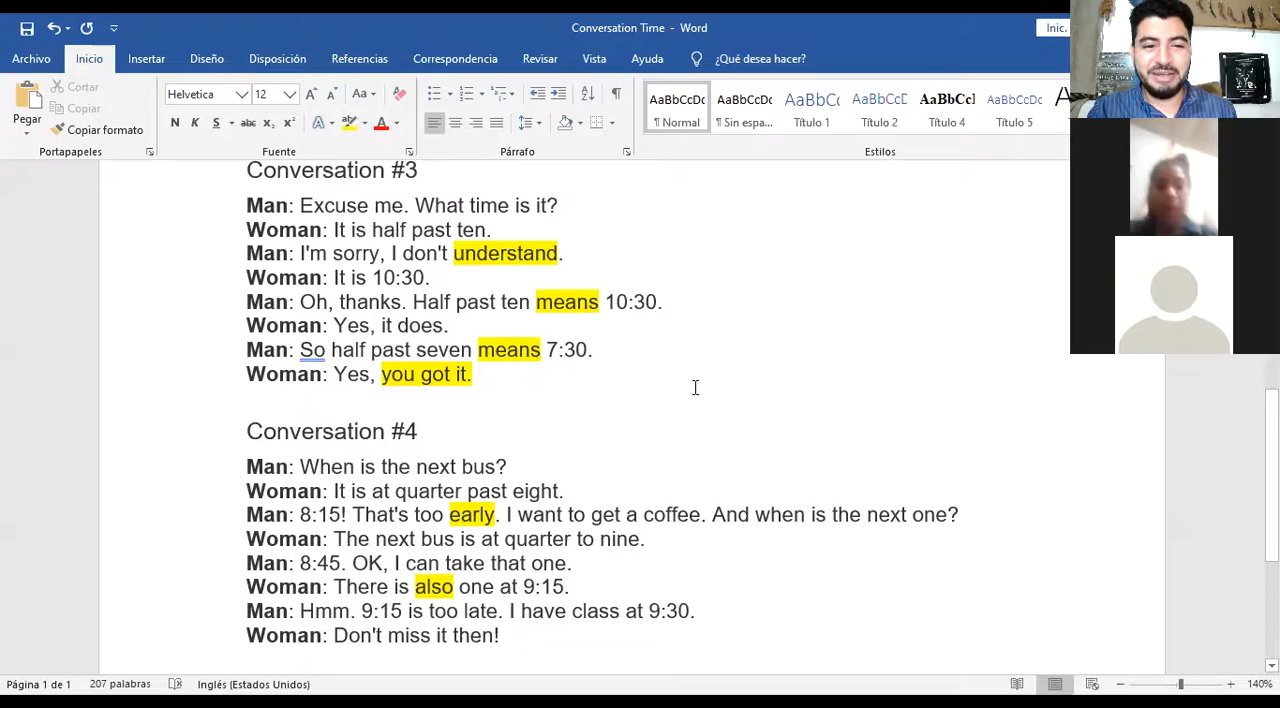 Conversation Time - Word
Inic.
Archivo Inicio Insertar Diseño Disposición Referencias Correspondencia Revisar Vista Ayuda ¿Qué desea hacer?
Pegar
Cortar
Copiar
Copiar formato
Portapapeles
Helvetica 12
Fuente
Párrafo
AaBbCcDc AaBbCcDc AaBbC AaBbCcD AaBbCcI AaBbCcD
¶ Normal ¶ Sin espa... Título 1 Título 2 Título 4 Título 5
Estilos
Conversation #3
Man: Excuse me. What time is it?
Woman: It is half past ten.
Man: I'm sorry, I don't understand.
Woman: It is 10:30.
Man: Oh, thanks. Half past ten means 10:30.
Woman: Yes, it does.
Man: So half past seven means 7:30.
Woman: Yes, you got it.
Conversation #4
Man: When is the next bus?
Woman: It is at quarter past eight.
Man: 8:15! That's too early. I want to get a coffee. And when is the next one?
Woman: The next bus is at quarter to nine.
Man: 8:45. OK, I can take that one.
Woman: There is also one at 9:15.
Man: Hmm. 9:15 is too late. I have class at 9:30.
Woman: Don't miss it then!
Página 1 de 1 207 palabras Inglés (Estados Unidos) 140%